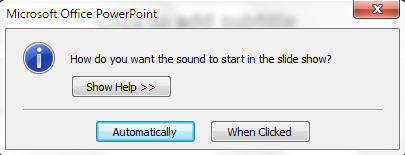 Microsoft Office PowerPoint
How do you want the sound to start in the slide show?
Show Help >>
Automatically
When Clicked